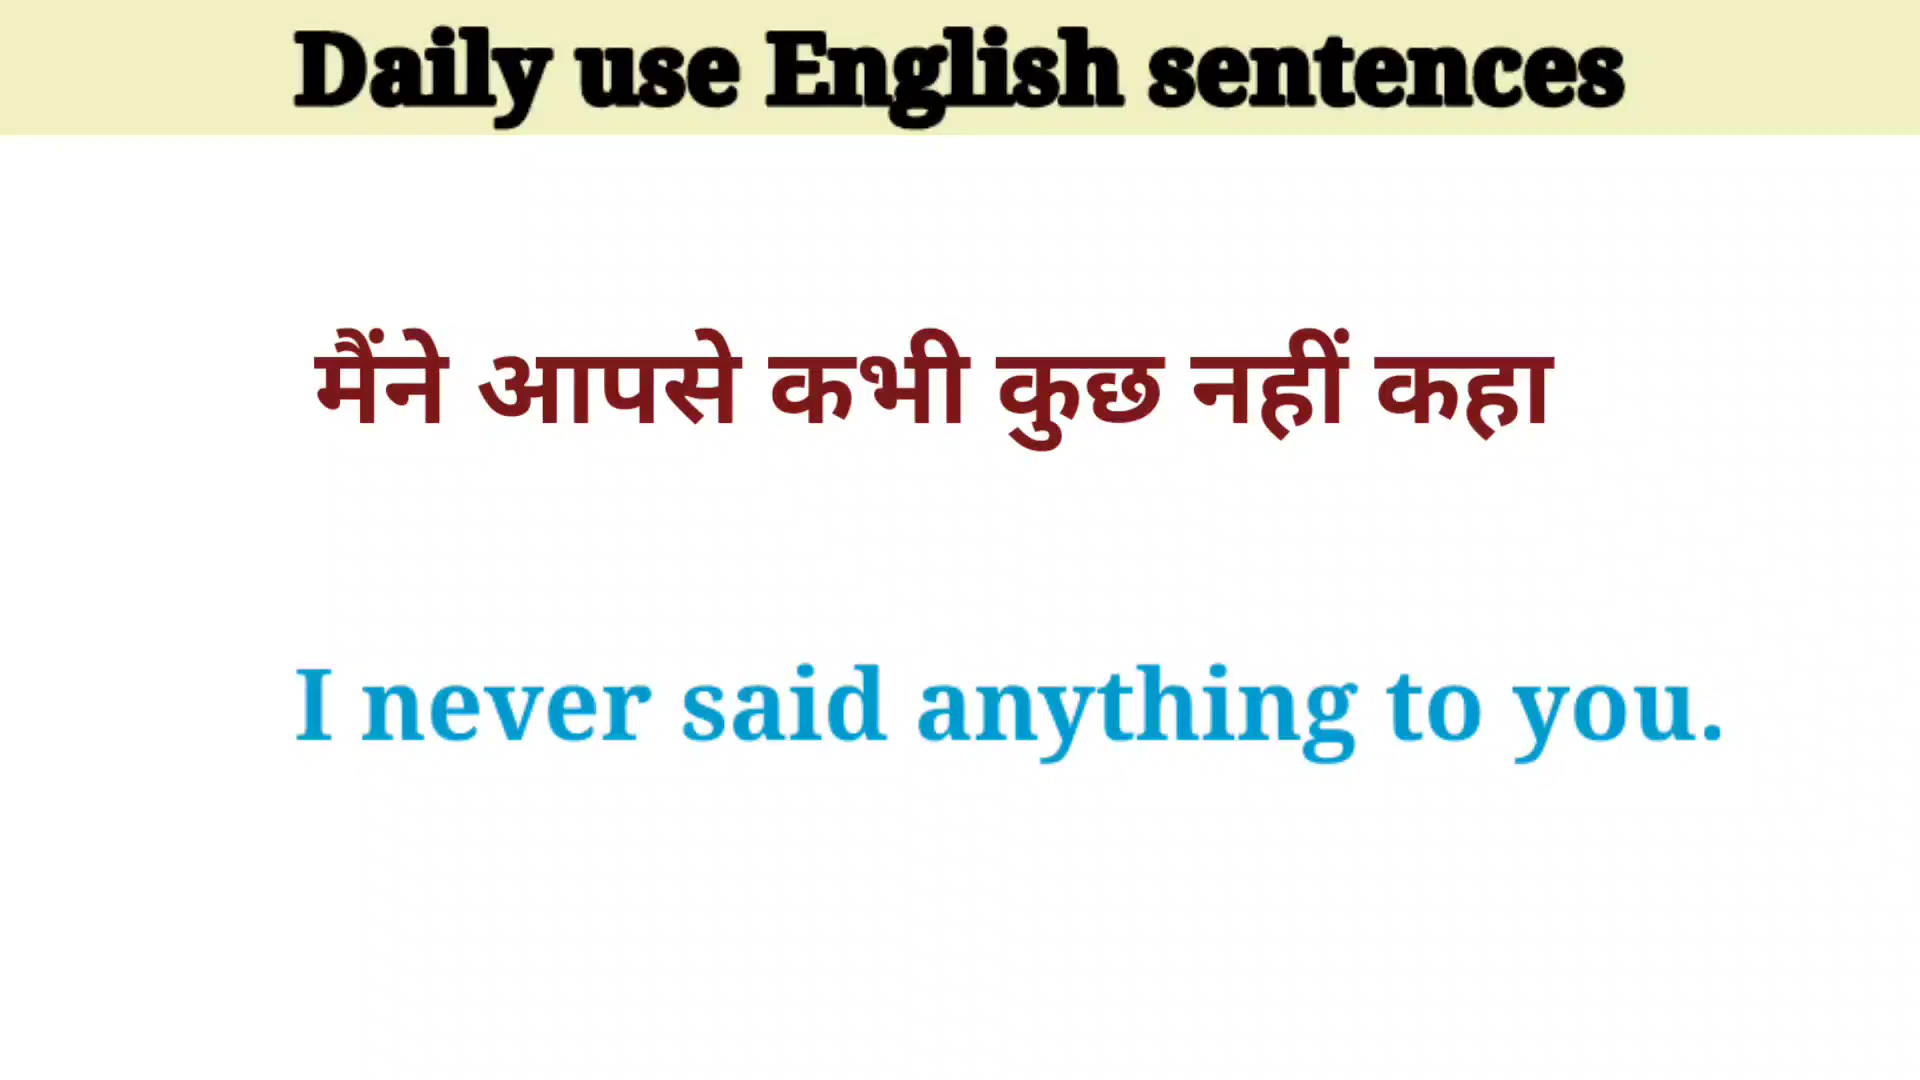 Daily use English sentences
मैंने आपसे कभी कुछ नहीं कहा
I never said anything to you.